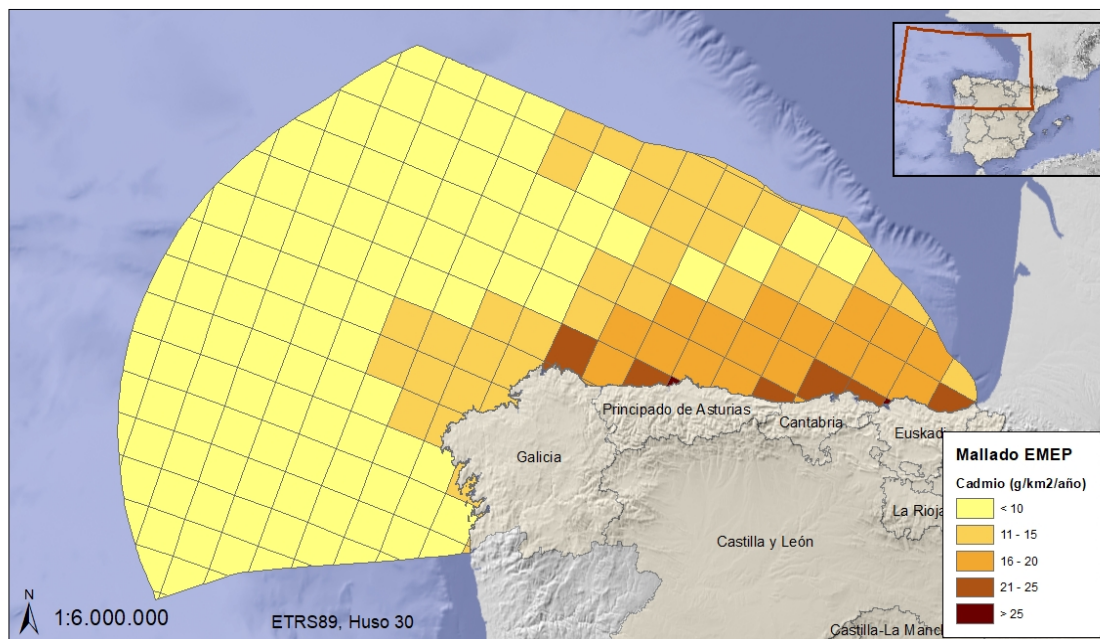 Principado de Asturias
Cantabria
Euskadi
Galicia
La Rioja
Castilla y León
Castilla-La Manch
Mallado EMEP
Cadmio (g/km2/año)
< 10
11 - 15
16 - 20
21 - 25
> 25
N
1:6.000.000
ETRS89, Huso 30